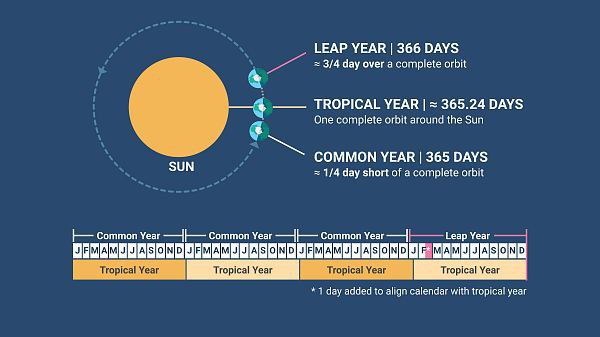 LEAP YEAR | 366 DAYS
≈ 3/4 day over a complete orbit
TROPICAL YEAR | ≈ 365.24 DAYS
One complete orbit around the Sun
COMMON YEAR | 365 DAYS
≈ 1/4 day short of a complete orbit
SUN
Common Year Common Year Common Year Leap Year
J F M A M J J A S O N D J F M A M J J A S O N D J F M A M J J A S O N D J F * M A M J J A S O N D
Tropical Year Tropical Year Tropical Year Tropical Year
* 1 day added to align calendar with tropical year